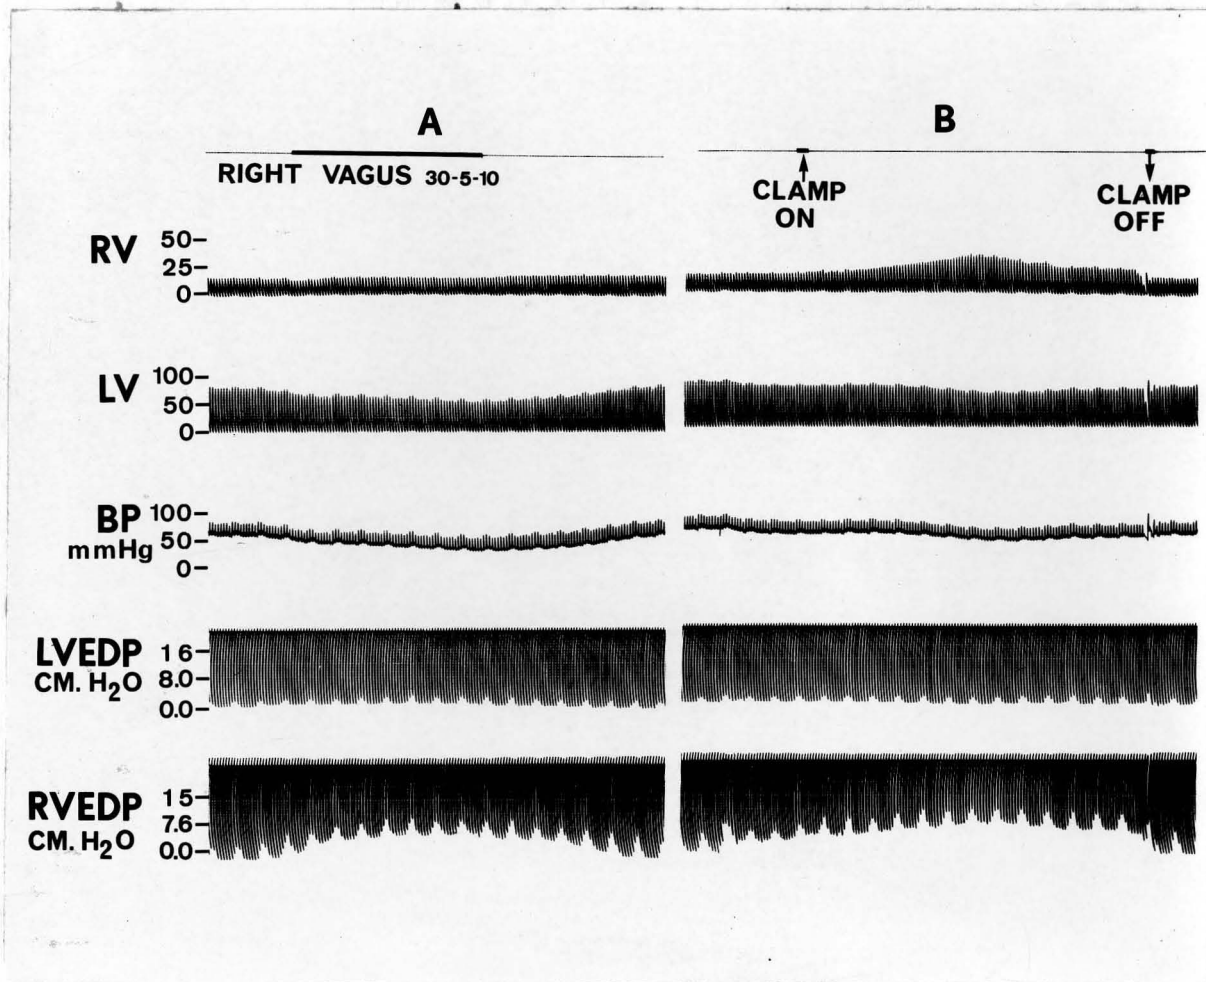 A
B
RIGHT VAGUS 30-5-10
CLAMP
ON
CLAMP
OFF
RV
50
25
0
LV
100
50
0
BP
mmHg
100
50
0
LVEDP
CM. H2O
16
8.0
0.0
RVEDP
CM. H2O
15
7.6
0.0